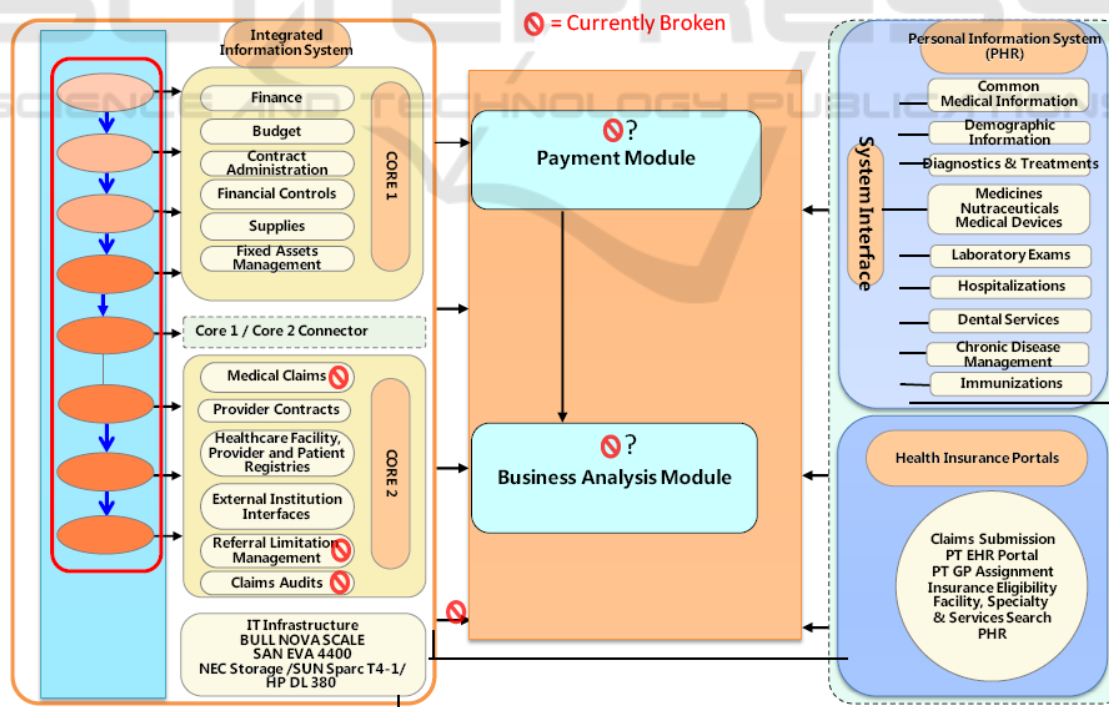 = Currently Broken
Integrated
Information System
Finance
Budget
Contract
Administration
Financial Controls
Supplies
Fixed Assets
Management
CORE 1
Core 1 / Core 2 Connector
Medical Claims
Provider Contracts
Healthcare Facility,
Provider and Patient
Registries
External Institution
Interfaces
Referral Limitation
Management
Claims Audits
CORE 2
IT Infrastructure
BULL NOVA SCALE
SAN EVA 4400
NEC Storage /SUN Sparc T4-1/
HP DL 380
?
Payment Module
?
Business Analysis Module
Personal Information System
(PHR)
System Interface
Common
Medical Information
Demographic
Information
Diagnostics & Treatments
Medicines
Nutraceuticals
Medical Devices
Laboratory Exams
Hospitalizations
Dental Services
Chronic Disease
Management
Immunizations
Health Insurance Portals
Claims Submission
PT EHR Portal
PT GP Assignment
Insurance Eligibility
Facility, Specialty
& Services Search
PHR
SCIENCE AND TECHNOLOGY PUBLICATIONS